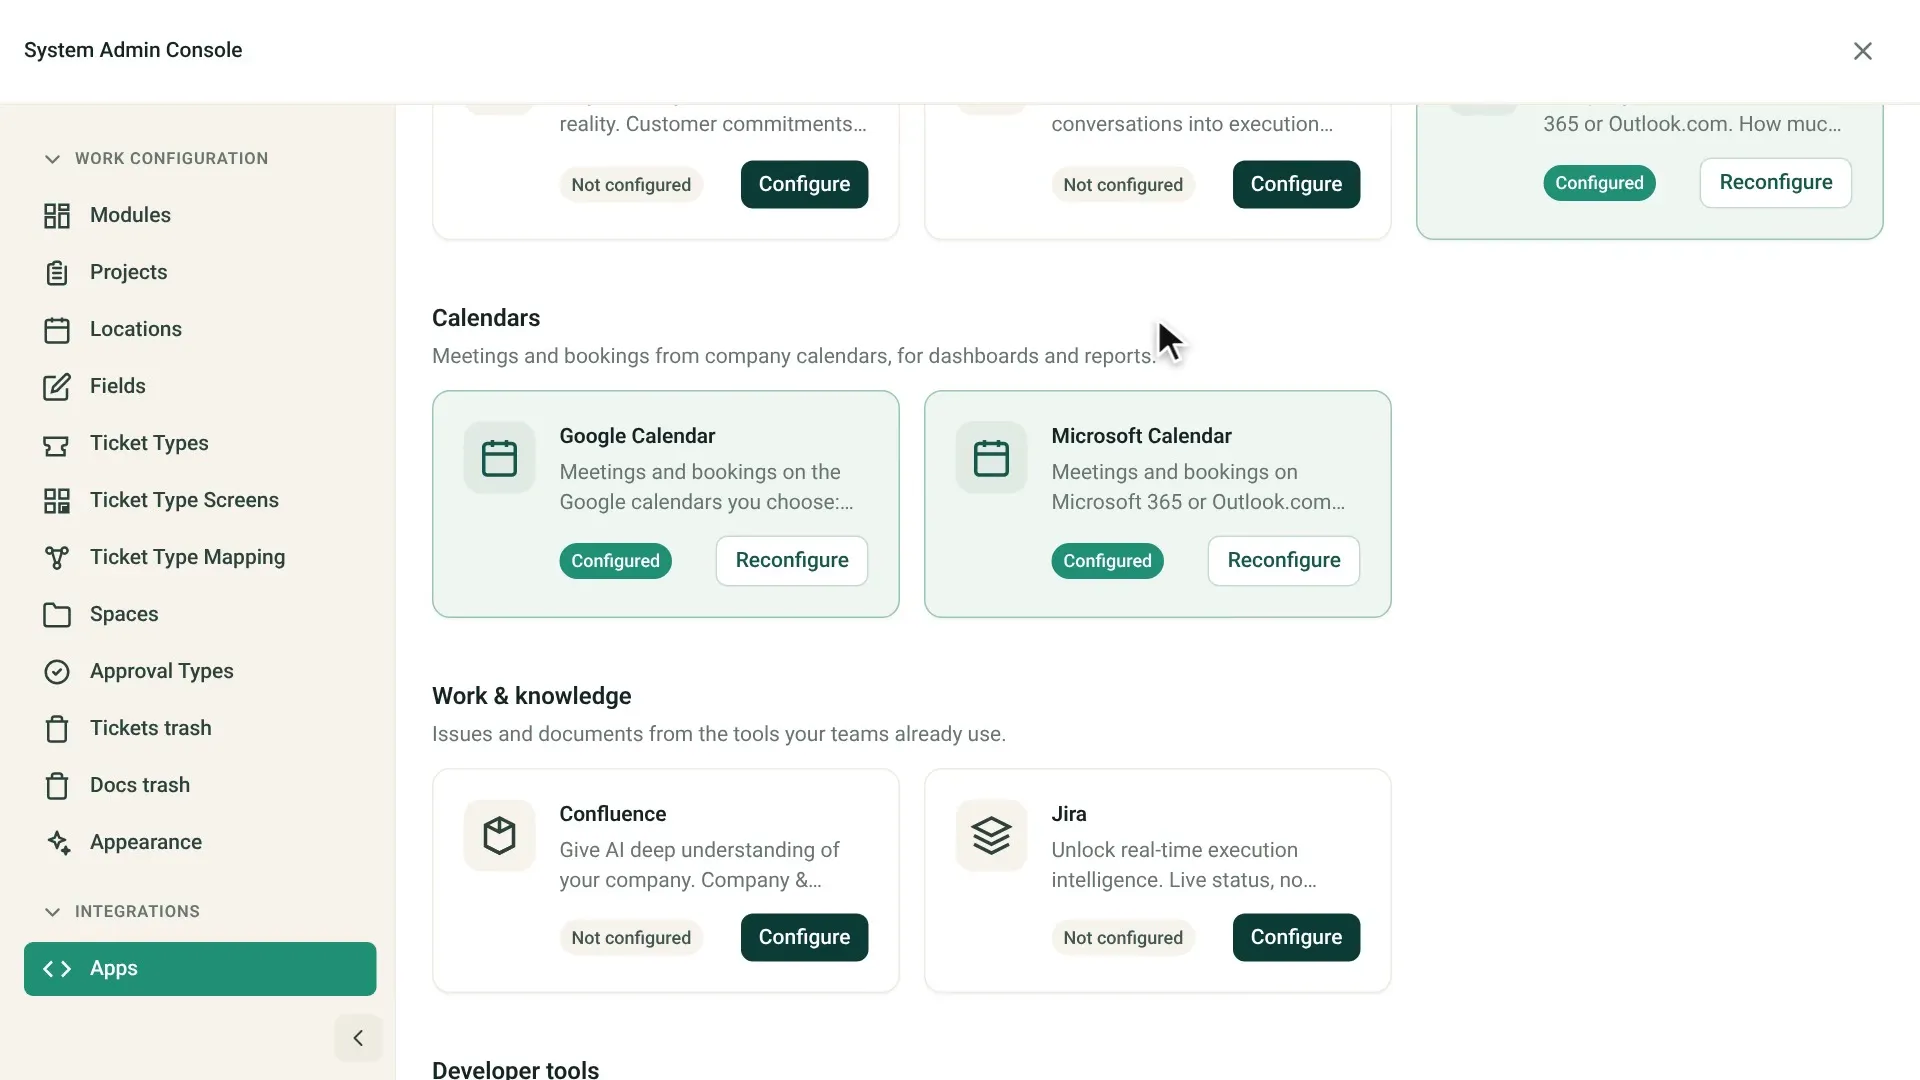 System Admin Console
WORK CONFIGURATION
Modules
Projects
Locations
Fields
Ticket Types
Ticket Type Screens
Ticket Type Mapping
Spaces
Approval Types
Tickets trash
Docs trash
Appearance
INTEGRATIONS
Apps
reality. Customer commitments...
Not configured
Configure
conversations into execution...
Not configured
Configure
365 or Outlook.com. How muc...
Configured
Reconfigure
Calendars
Meetings and bookings from company calendars, for dashboards and reports.
Google Calendar
Meetings and bookings on the
Google calendars you choose:...
Configured
Reconfigure
Microsoft Calendar
Meetings and bookings on
Microsoft 365 or Outlook.com...
Configured
Reconfigure
Work & knowledge
Issues and documents from the tools your teams already use.
Confluence
Give AI deep understanding of
your company. Company &...
Not configured
Configure
Jira
Unlock real-time execution
intelligence. Live status, no...
Not configured
Configure
Developer tools